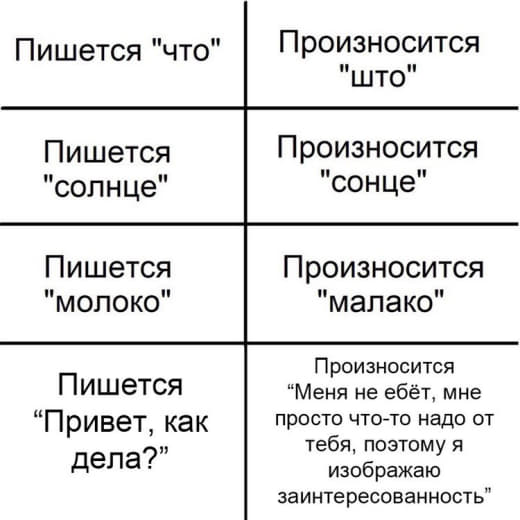 Пишется "что"
Произносится
"што"
Пишется
"солнце"
Произносится
"сонце"
Пишется
"молоко"
Произносится
"малако"
Пишется
“Привет, как
дела?”
Произносится
“Меня не ебёт, мне
просто что-то надо от
тебя, поэтому я
изображаю
заинтересованность”